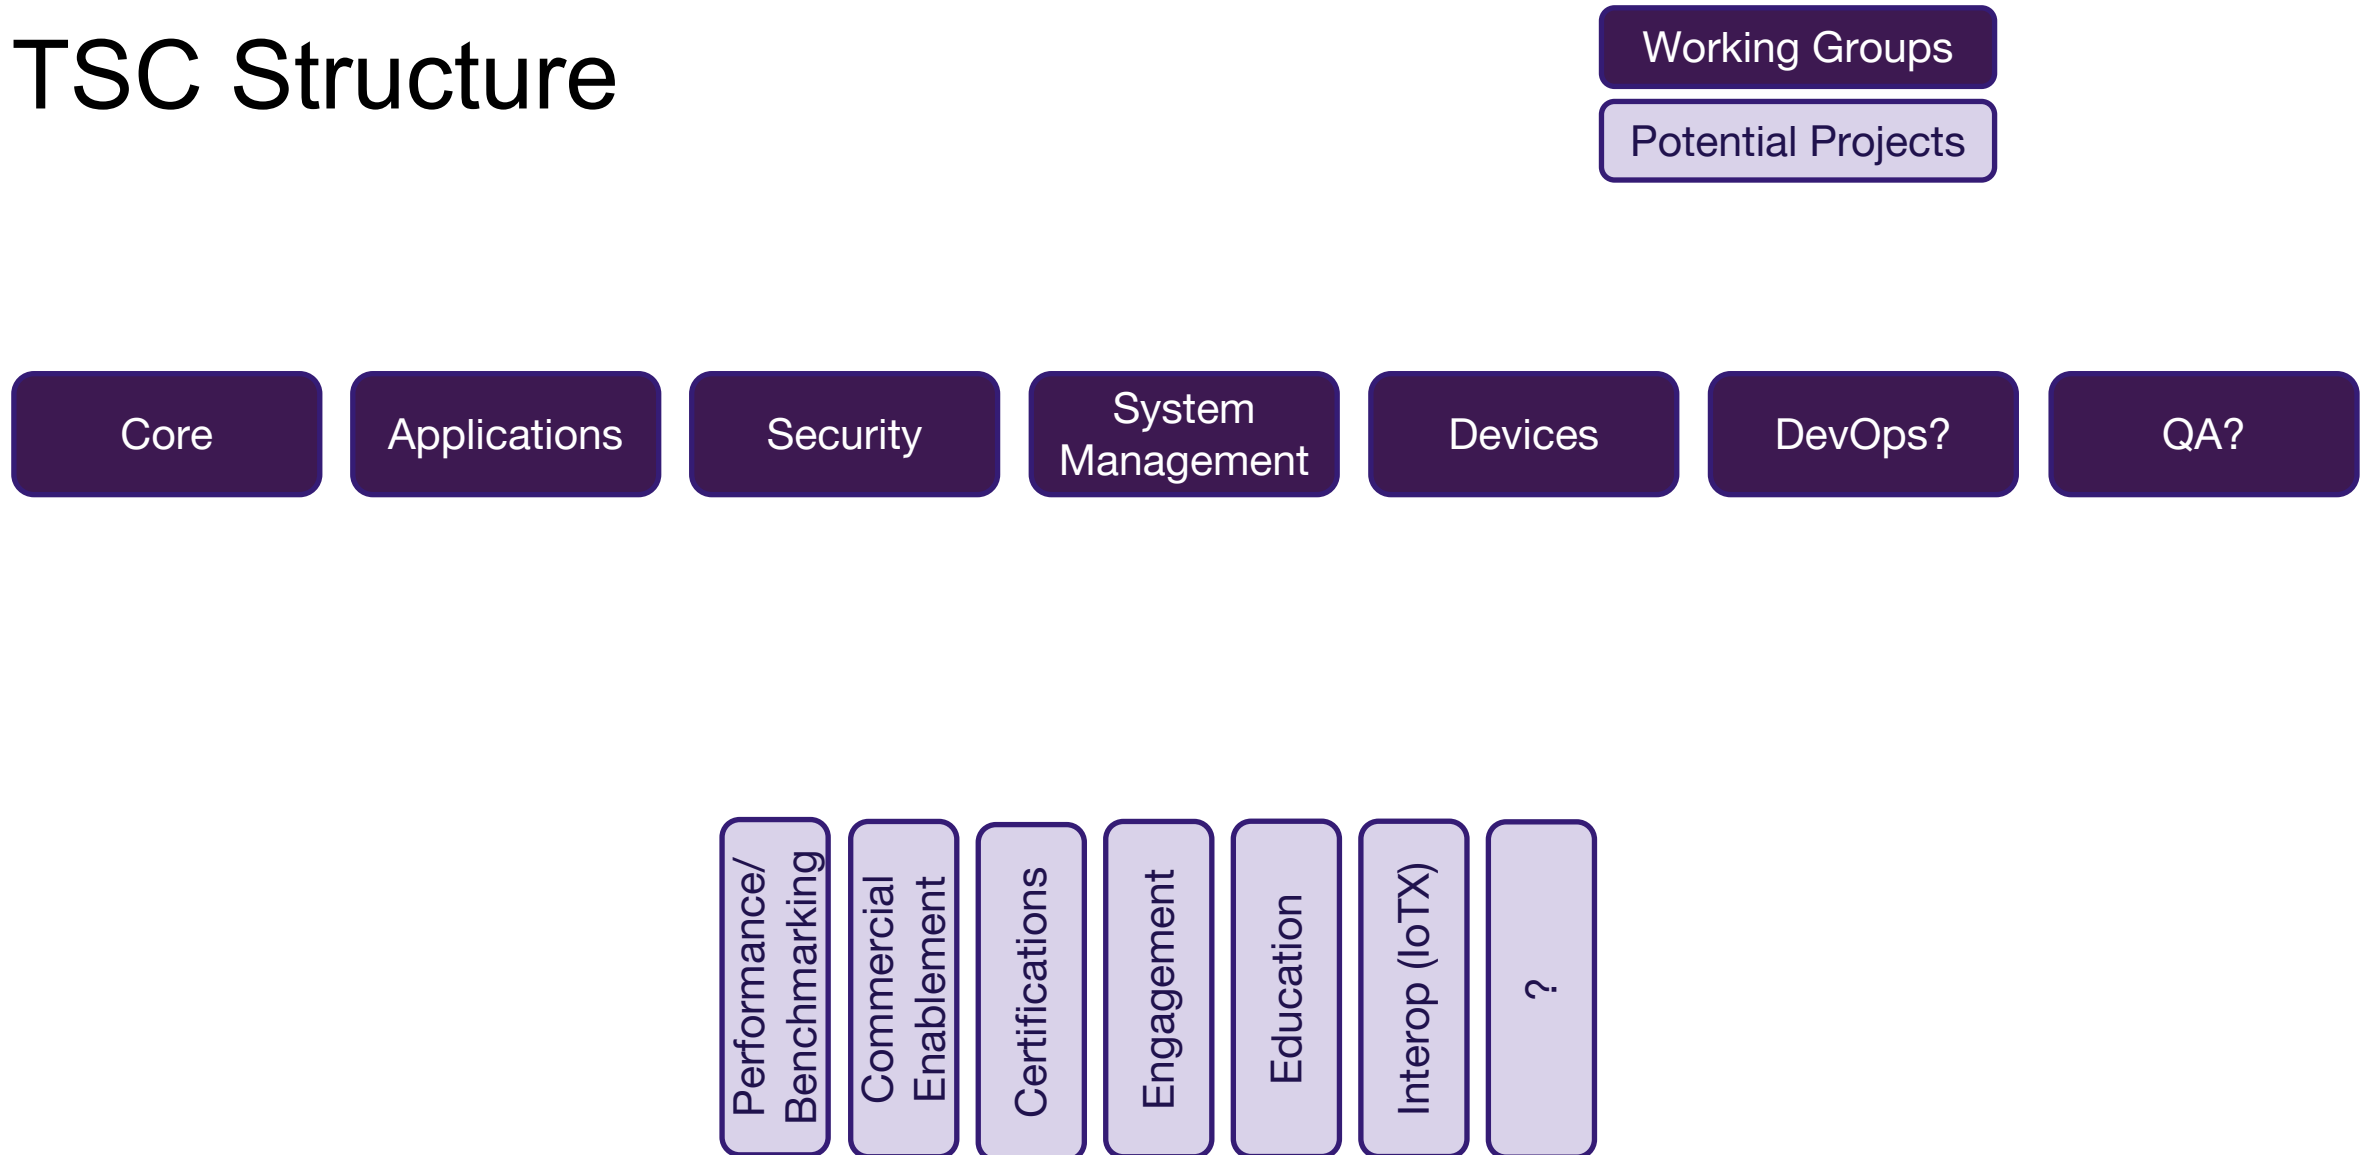 TSC Structure
Working Groups
Potential Projects
Core
Applications
Security
System
Management
Devices
DevOps?
QA?
Performance/
Benchmarking
Commercial
Enablement
Certifications
Engagement
Education
Interop (IoTX)
?